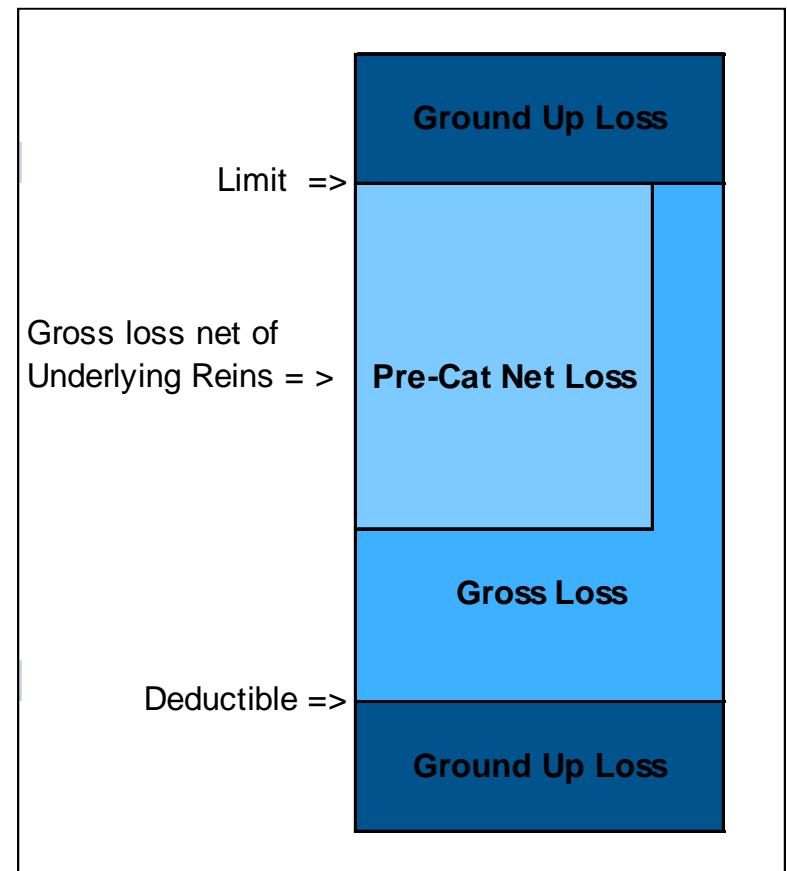 Ground Up Loss
Limit =>
Gross loss net of
Underlying Reins = >
Pre-Cat Net Loss
Gross Loss
Deductible =>
Ground Up Loss